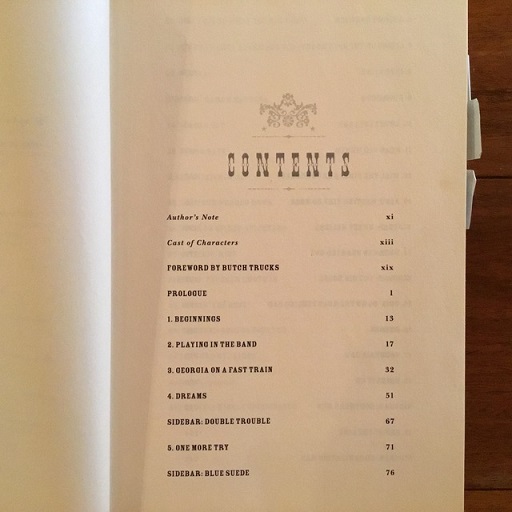 CONTENTS
Author's Note xi
Cast of Characters xiii
FOREWORD BY BUTCH TRUCKS xix
PROLOGUE 1
1. BEGINNINGS 13
2. PLAYING IN THE BAND 17
3. GEORGIA ON A FAST TRAIN 32
4. DREAMS 51
SIDEBAR: DOUBLE TROUBLE 67
5. ONE MORE TRY 71
SIDEBAR: BLUE SUEDE 76